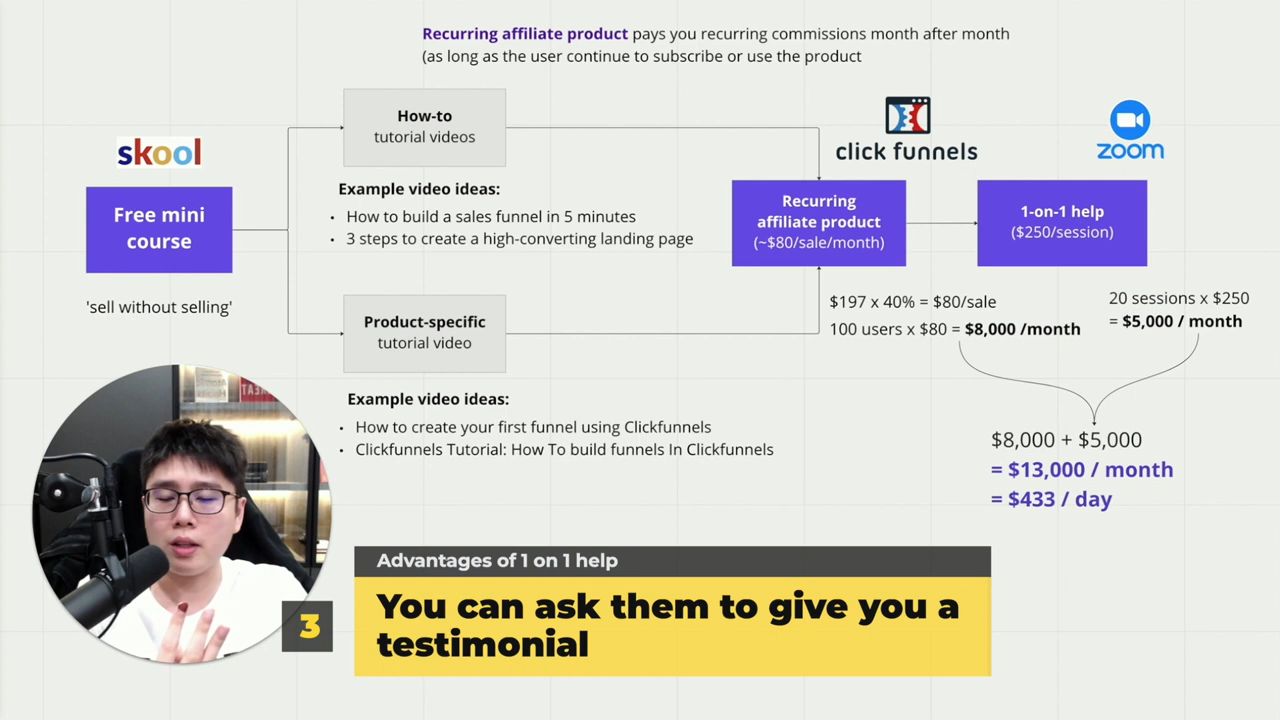 Recurring affiliate product pays you recurring commissions month after month
(as long as the user continue to subscribe or use the product
skool
Free mini
course
'sell without selling'
How-to
tutorial videos
Example video ideas:
• How to build a sales funnel in 5 minutes
• 3 steps to create a high-converting landing page
Product-specific
tutorial video
Example video ideas:
• How to create your first funnel using Clickfunnels
• Clickfunnels Tutorial: How To build funnels In Clickfunnels
click funnels
Recurring
affiliate product
(~$80/sale/month)
$197 x 40% = $80/sale
100 users x $80 = $8,000 /month
zoom
1-on-1 help
($250/session)
20 sessions x $250
= $5,000 / month
$8,000 + $5,000
= $13,000 / month
= $433 / day
3
Advantages of 1 on 1 help
You can ask them to give you a
testimonial